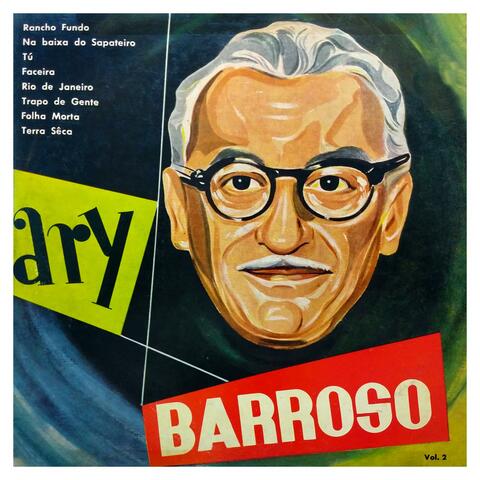 Rancho Fundo
Na baixa do Sapateiro
Tú
Faceira
Rio de Janeiro
Trapo de Gente
Folha Morta
Terra Sêca
ary
BARROSO
Vol. 2